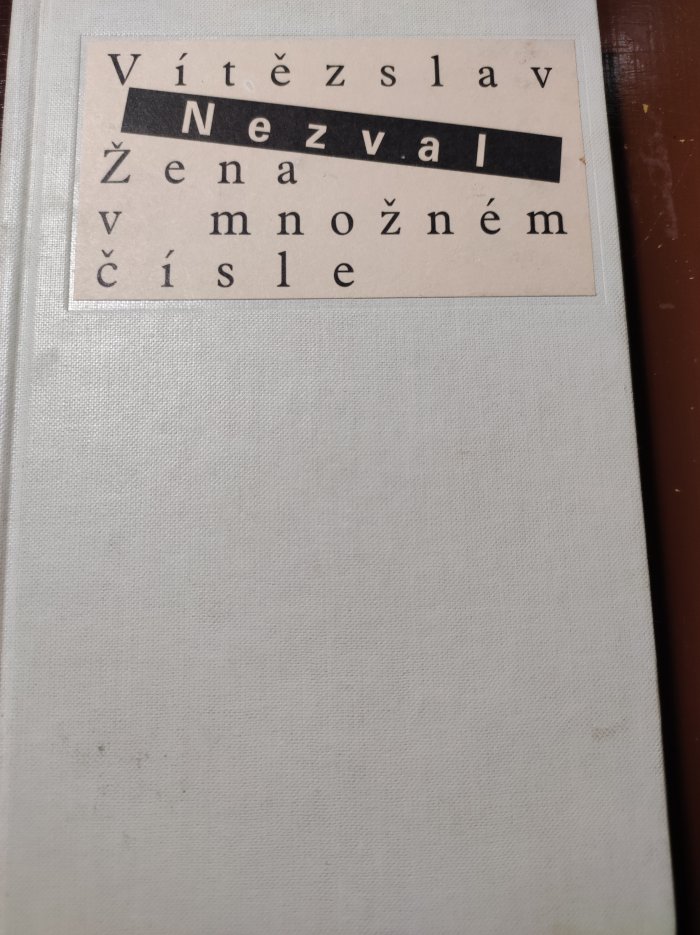 Vítězslav
Nezval
Žena
v množném
čísle